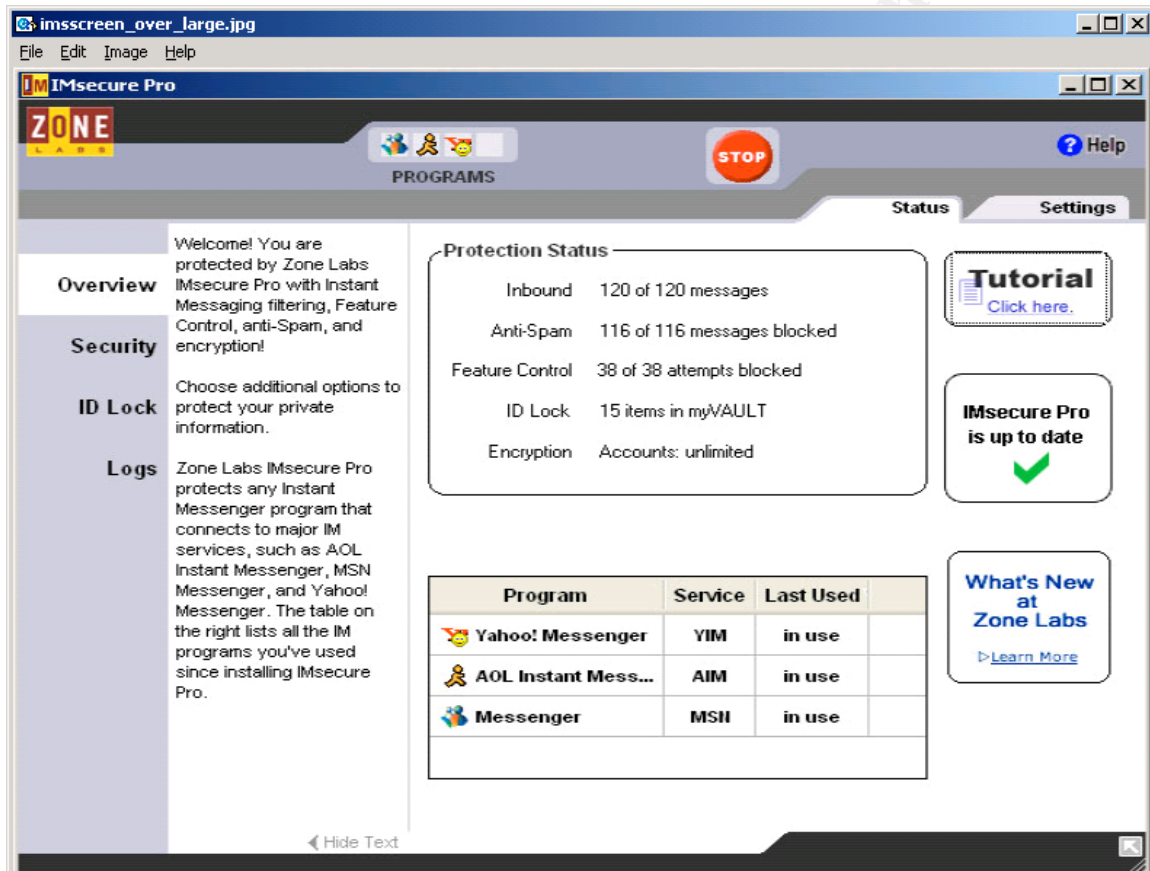 imsscreen_over_large.jpg
File Edit Image Help
IM IMsecure Pro
ZONE
LABS
PROGRAMS
STOP
? Help
Status
Settings
Overview
Security
ID Lock
Logs
Welcome! You are
protected by Zone Labs
IMsecure Pro with Instant
Messaging filtering, Feature
Control, anti-Spam, and
encryption!
Choose additional options to
protect your private
information.
Zone Labs IMsecure Pro
protects any Instant
Messenger program that
connects to major IM
services, such as AOL
Instant Messenger, MSN
Messenger, and Yahoo!
Messenger. The table on
the right lists all the IM
programs you've used
since installing IMsecure
Pro.
Hide Text
Protection Status
Inbound 120 of 120 messages
Anti-Spam 116 of 116 messages blocked
Feature Control 38 of 38 attempts blocked
ID Lock 15 items in myVAULT
Encryption Accounts: unlimited
Program Service Last Used
Yahoo! Messenger YIM in use
AOL Instant Mess... AIM in use
Messenger MSN in use
Tutorial
Click here.
IMsecure Pro
is up to date
What's New
at
Zone Labs
Learn More